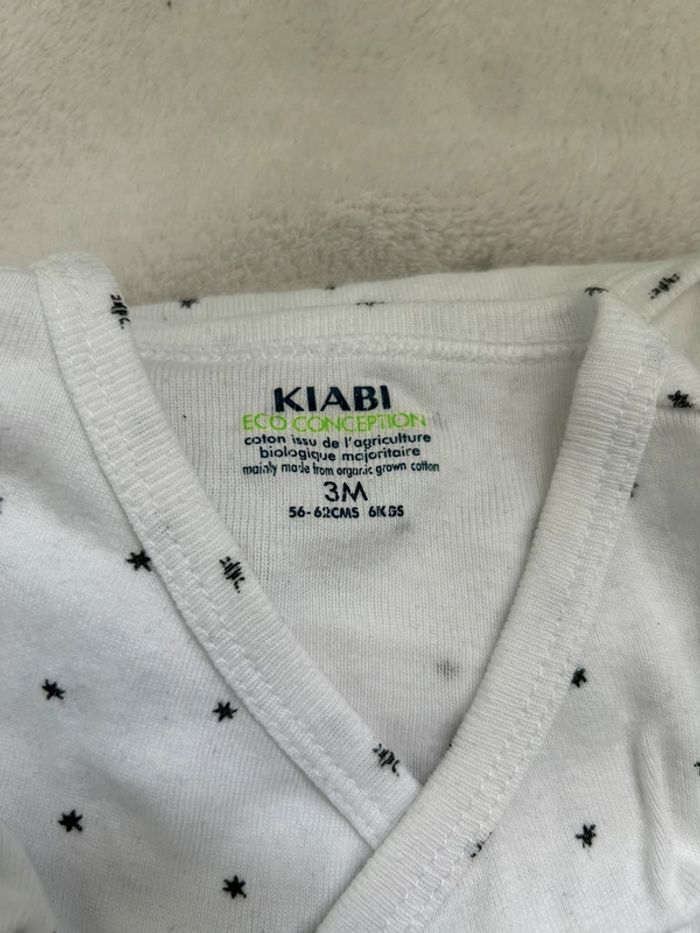 KIABI
ECO CONCEPTION
coton issu de l'agriculture
biologique majoritaire
mainly made from organic grown cotton
3M
56-62CMS 6KGS